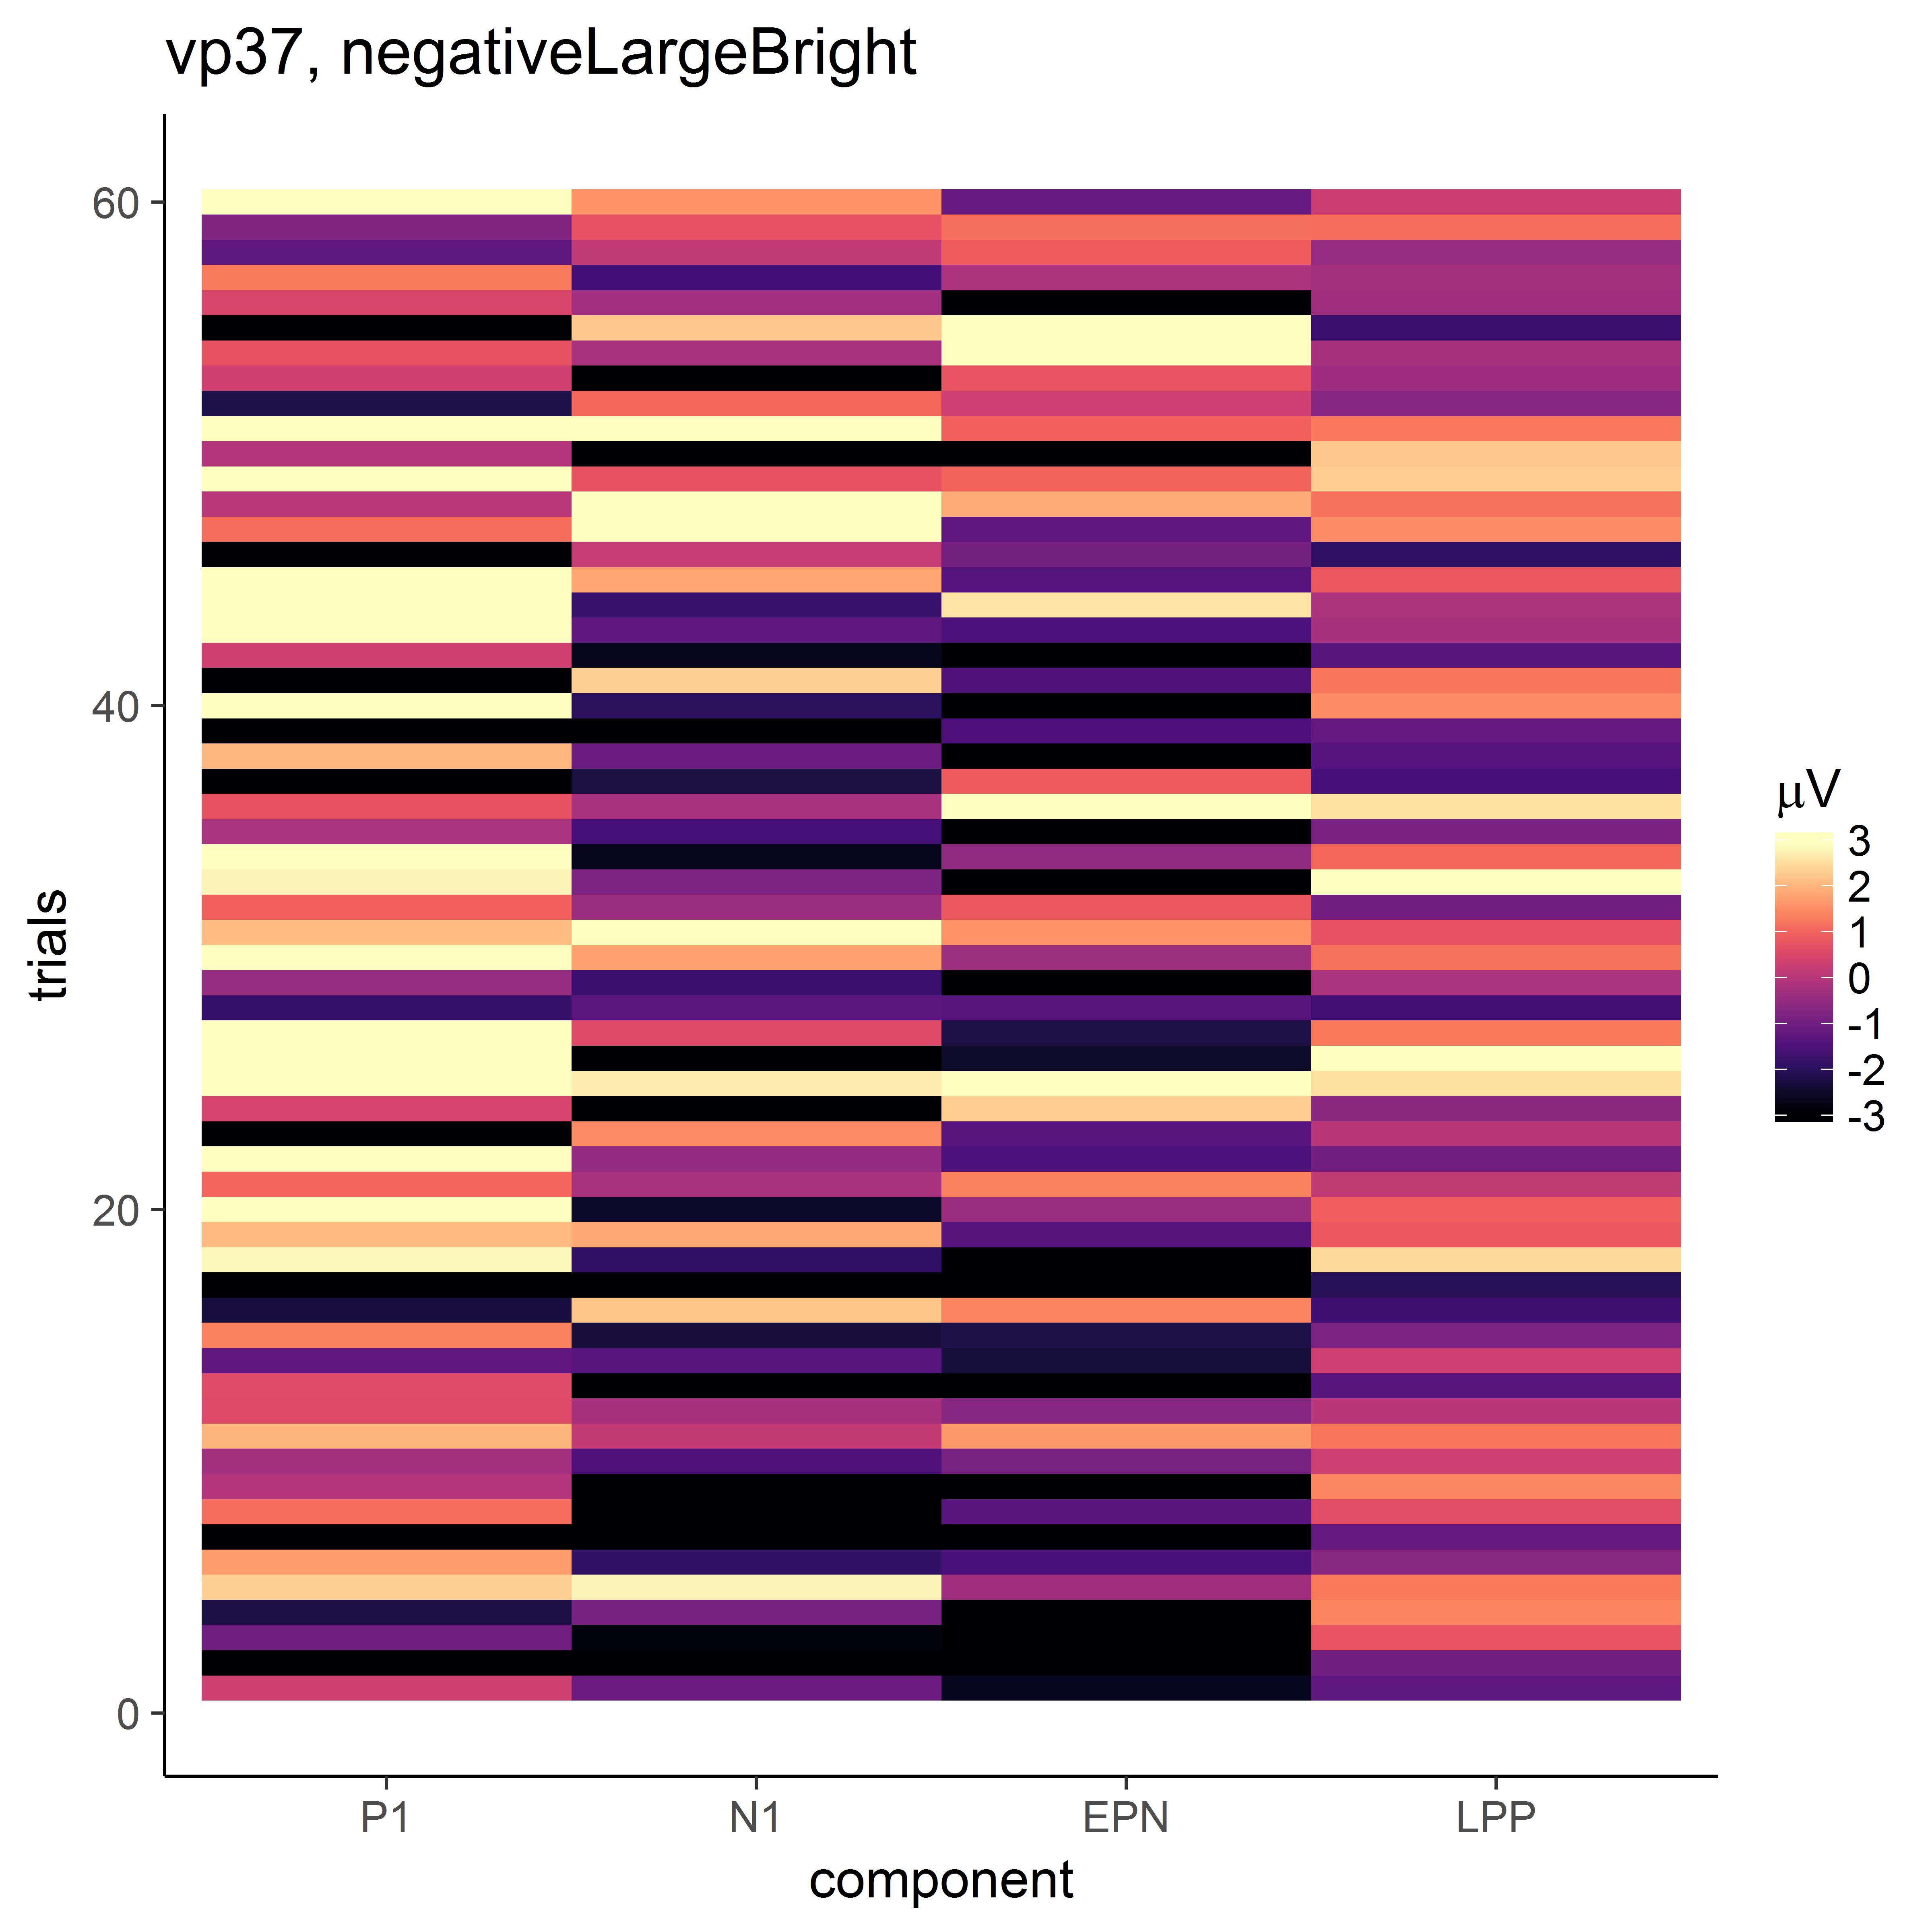 vp37, negativeLargeBright
60
40
20
0
trials
P1 N1 EPN LPP
component
μV
3
2
1
0
-1
-2
-3